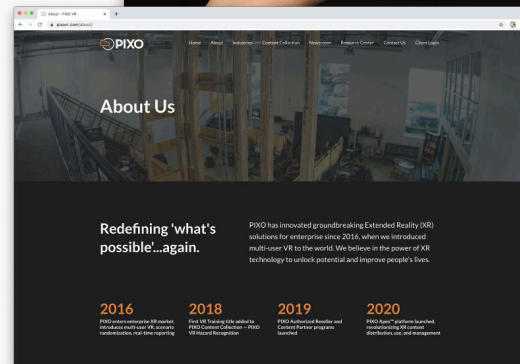 About - PIXO VR
pixovr.com/about/
PIXO
Home About Industries Content Collection Newsroom Resource Center Contact Us Client Login
About Us
Redefining 'what's
possible'...again.
PIXO has innovated groundbreaking Extended Reality (XR)
solutions for enterprise since 2016, when we introduced
multi-user VR to the world. We believe in the power of XR
technology to unlock potential and improve people's lives.
2016
PIXO enters enterprise XR market,
introduces multi-user VR, scenario
randomization, real-time reporting
2018
First VR Training title added to
PIXO Content Collection — PIXO
VR Hazard Recognition
2019
PIXO Authorized Reseller and
Content Partner programs
launched
2020
PIXO Apex™ platform launched,
revolutionizing XR content
distribution, use, and management